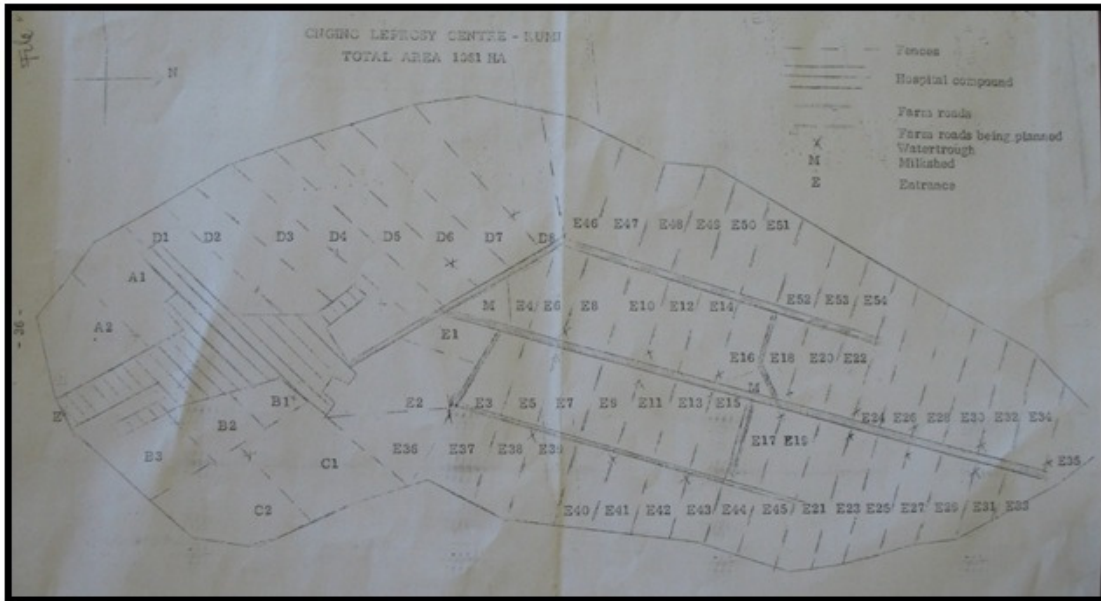 File
ONGINO LEPROSY CENTRE - KUMI
TOTAL AREA 1061 HA
N
Fences
Hospital compound
Farm roads
Farm roads being planned
Watertrough
M Milkshed
E Entrance
- 36 -
D1 D2 D3 D4 D5 D6 D7 D8
E46 E47 E48 E49 E50 E51
A1
A2
M E4 E6 E8 E10 E12 E14
E52 E53 E54
E1
E16 E18 E20 E22
M
E
B1 E2 E3 E5 E7 E11 E13 E15
E24 E26 E28 E30 E32 E34
B2
B3
C1
C2
E36 E37 E38 E39
E17 E19
E35
E40 E41 E42 E43 E44 E45 E21 E23 E25 E27 E29 E31 E33